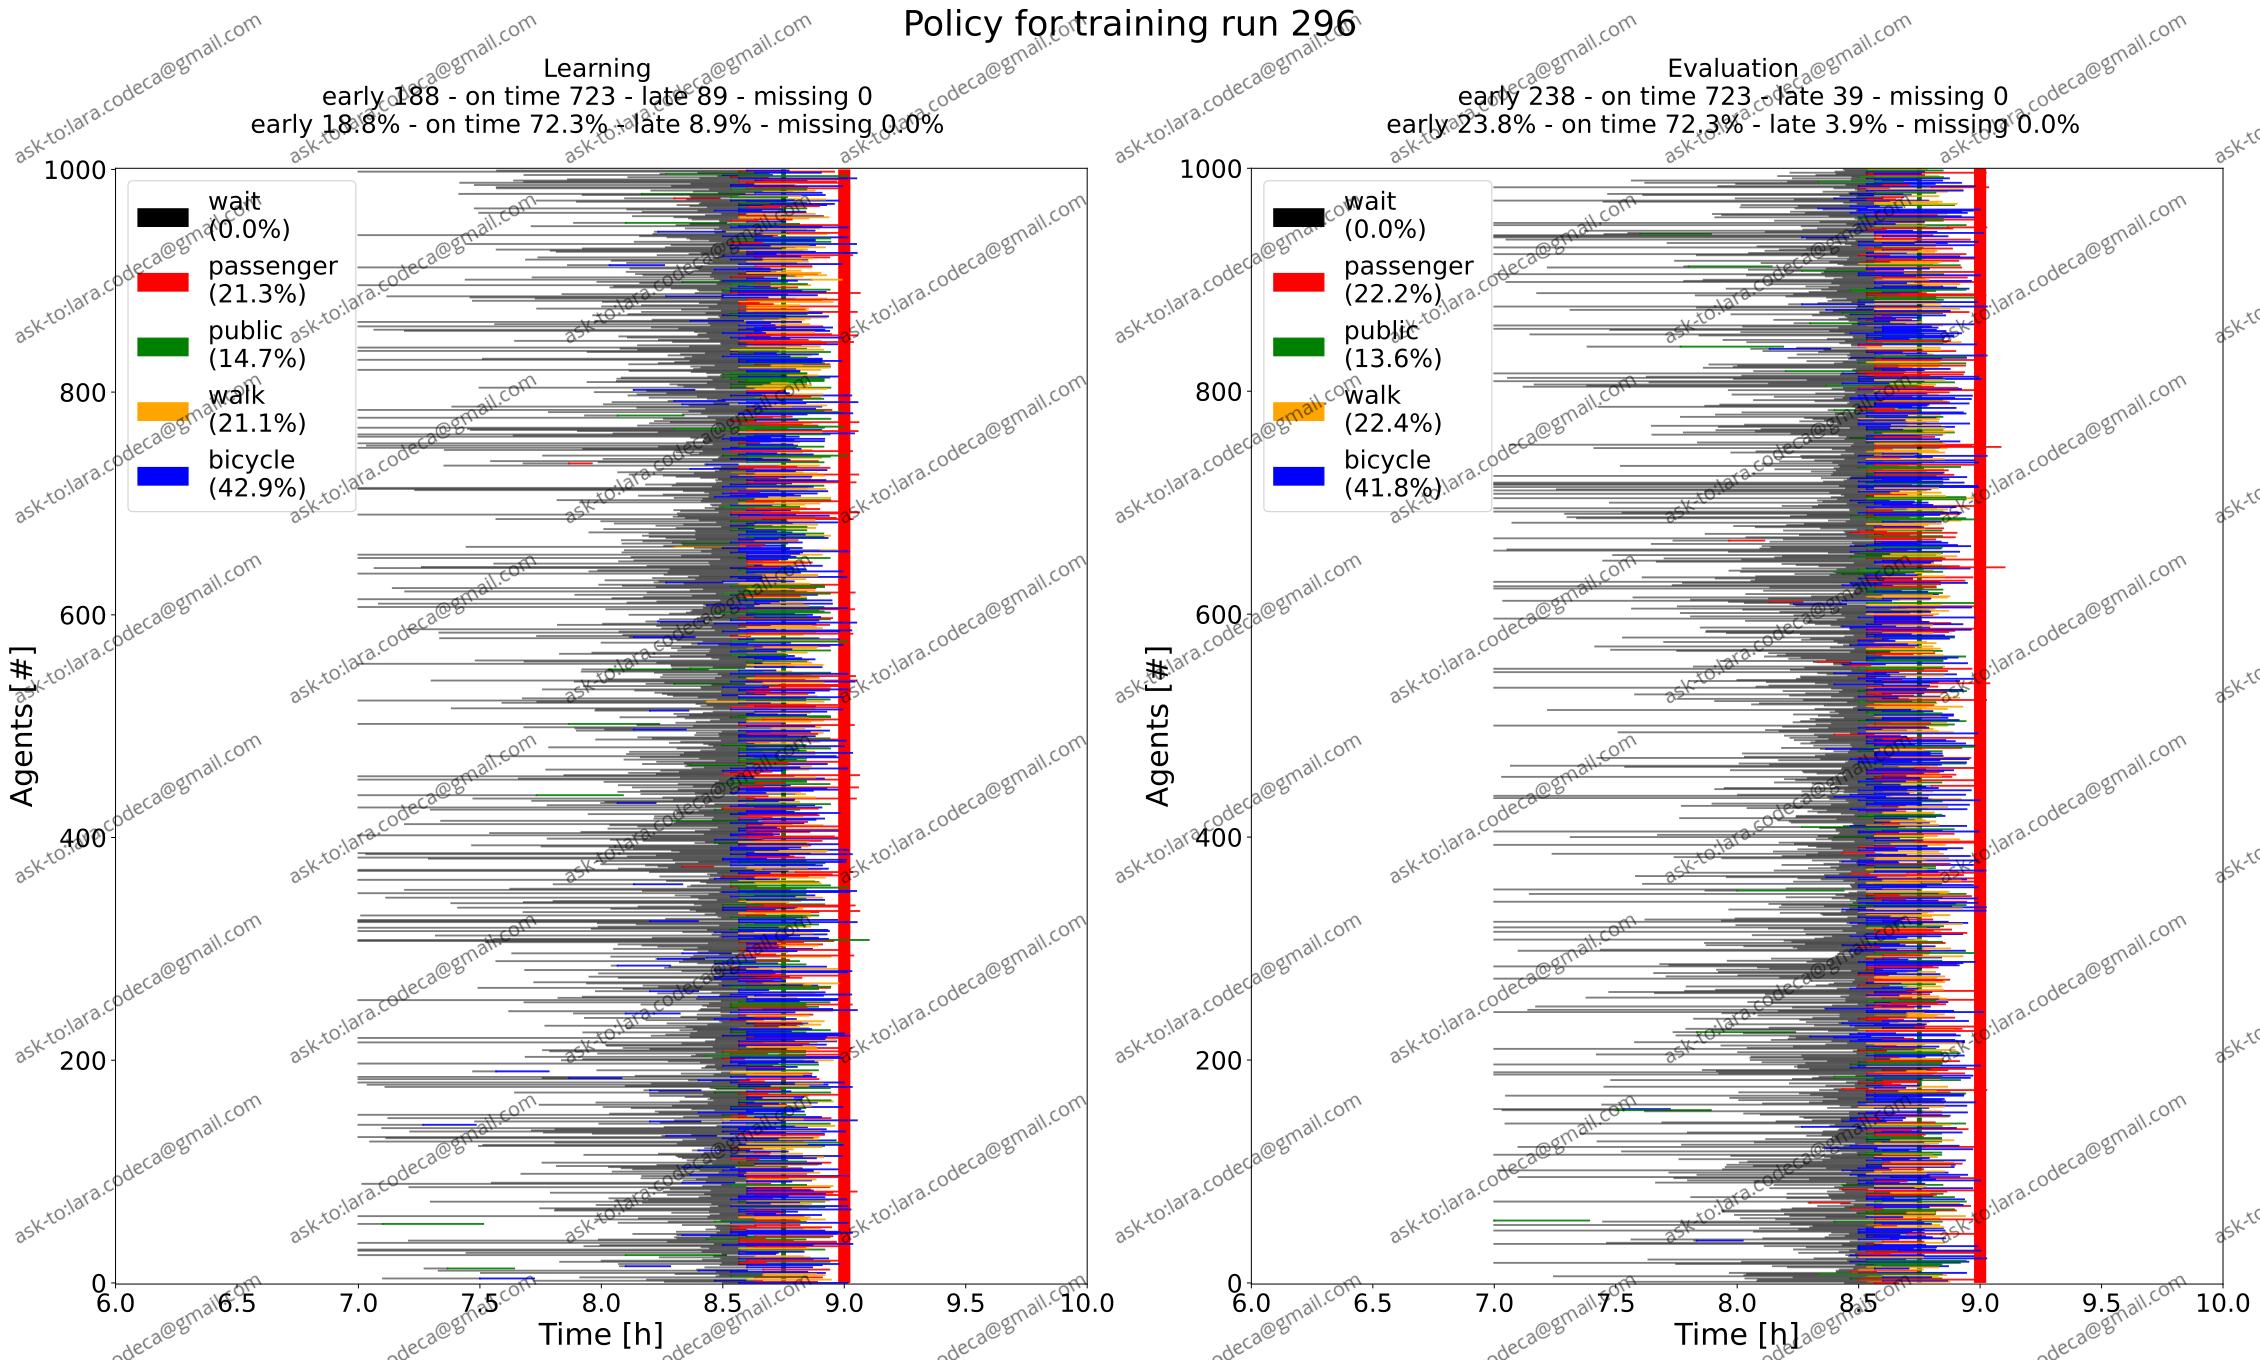 Policy for training run 296
Learning
early 188 - on time 723 - late 89 - missing 0
early 18.8% - on time 72.3% - late 8.9% - missing 0.0%
1000
800
600
400
200
0
Agents [#]
wait
(0.0%)
passenger
(21.3%)
public
(14.7%)
walk
(21.1%)
bicycle
(42.9%)
6.0 6.5 7.0 7.5 8.0 8.5 9.0 9.5 10.0
Time [h]
Evaluation
early 238 - on time 723 - late 39 - missing 0
early 23.8% - on time 72.3% - late 3.9% - missing 0.0%
1000
800
600
400
200
0
Agents [#]
wait
(0.0%)
passenger
(22.2%)
public
(13.6%)
walk
(22.4%)
bicycle
(41.8%)
6.0 6.5 7.0 7.5 8.0 8.5 9.0 9.5 10.0
Time [h]
ask-to:lara.codeca@gmail.com